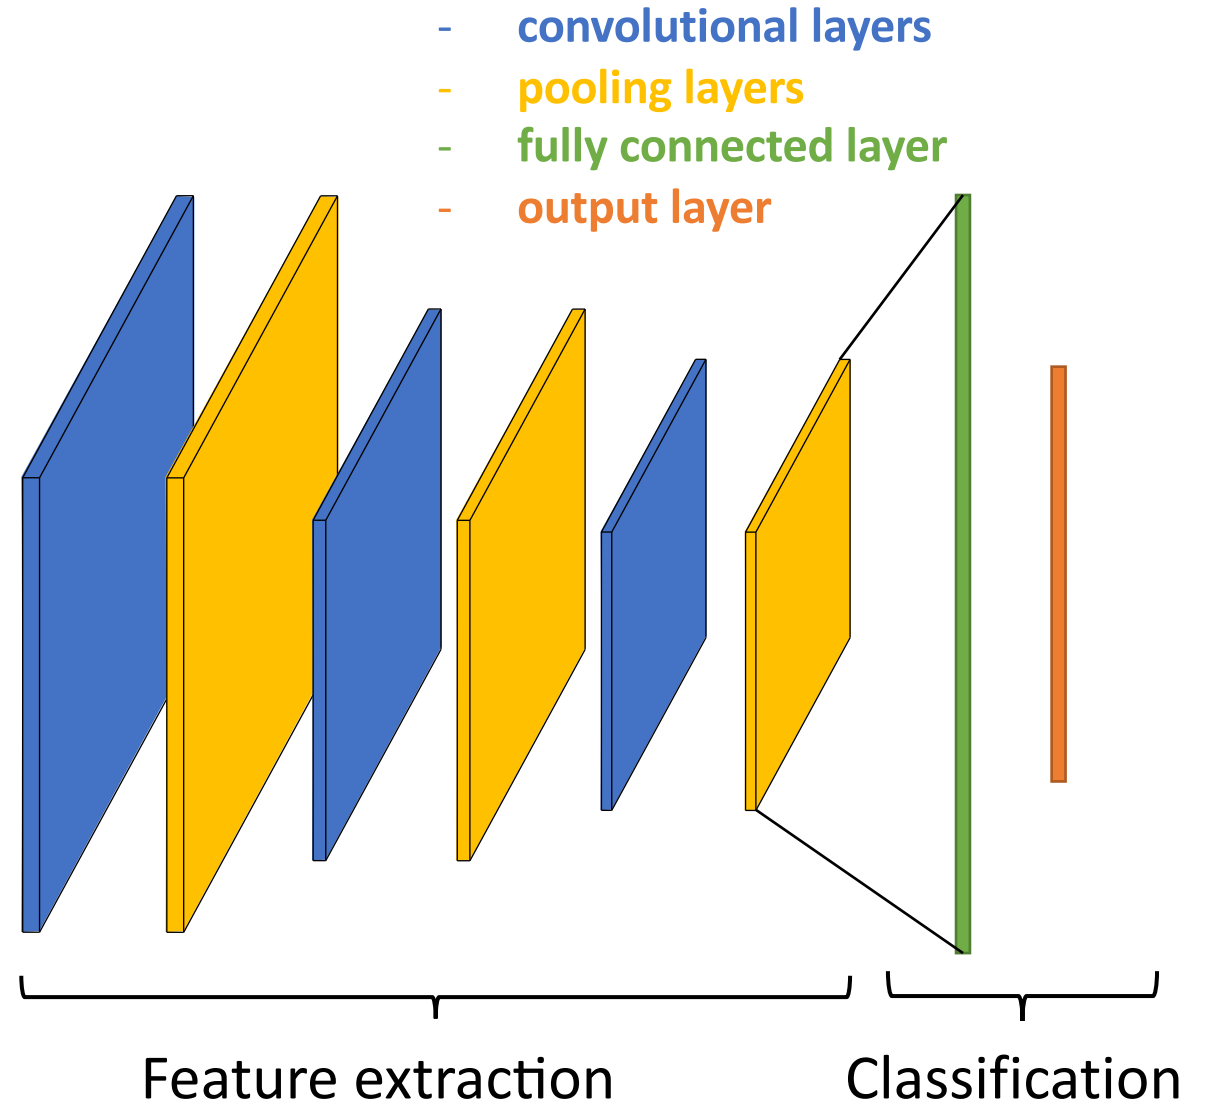 - convolutional layers
- pooling layers
- fully connected layer
- output layer
Feature extraction
Classification